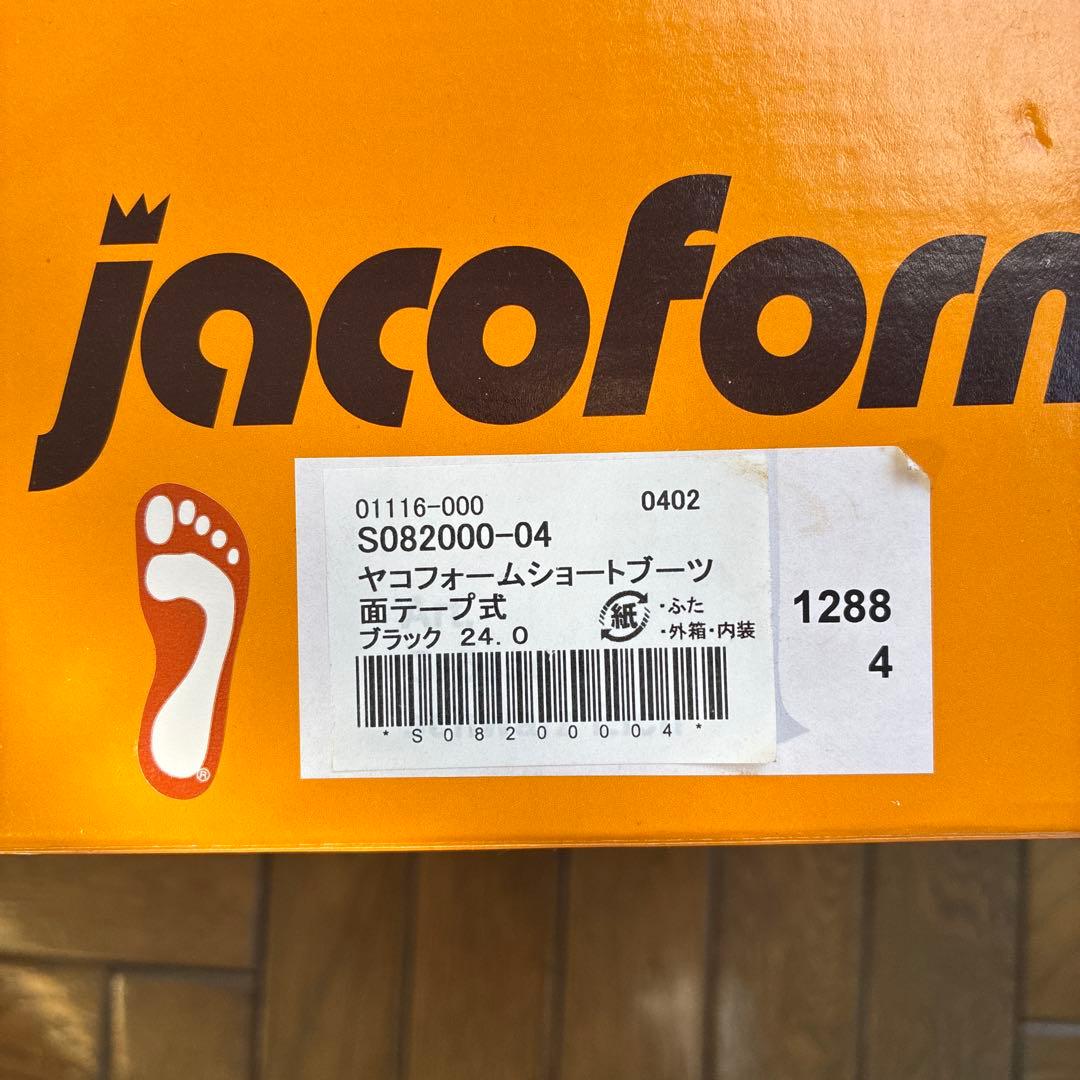 jacoform
01116-000 0402
S082000-04
ヤコフォームショートブーツ
面テープ式
紙 ・ふた
・外箱・内装
ブラック 24.0
*S08200004*
1288
4
®